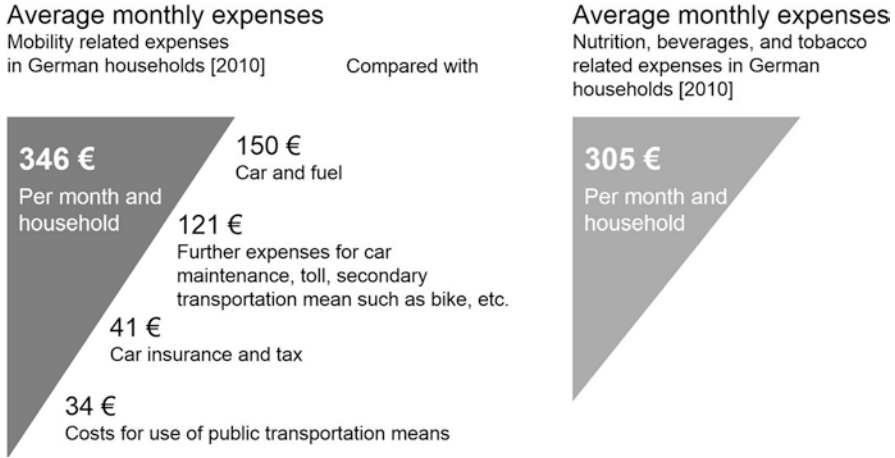 Average monthly expenses
Mobility related expenses
in German households [2010]
Compared with
346 €
Per month and
household
150 €
Car and fuel
121 €
Further expenses for car
maintenance, toll, secondary
transportation mean such as bike, etc.
41 €
Car insurance and tax
34 €
Costs for use of public transportation means
Average monthly expenses
Nutrition, beverages, and tobacco
related expenses in German
households [2010]
305 €
Per month and
household